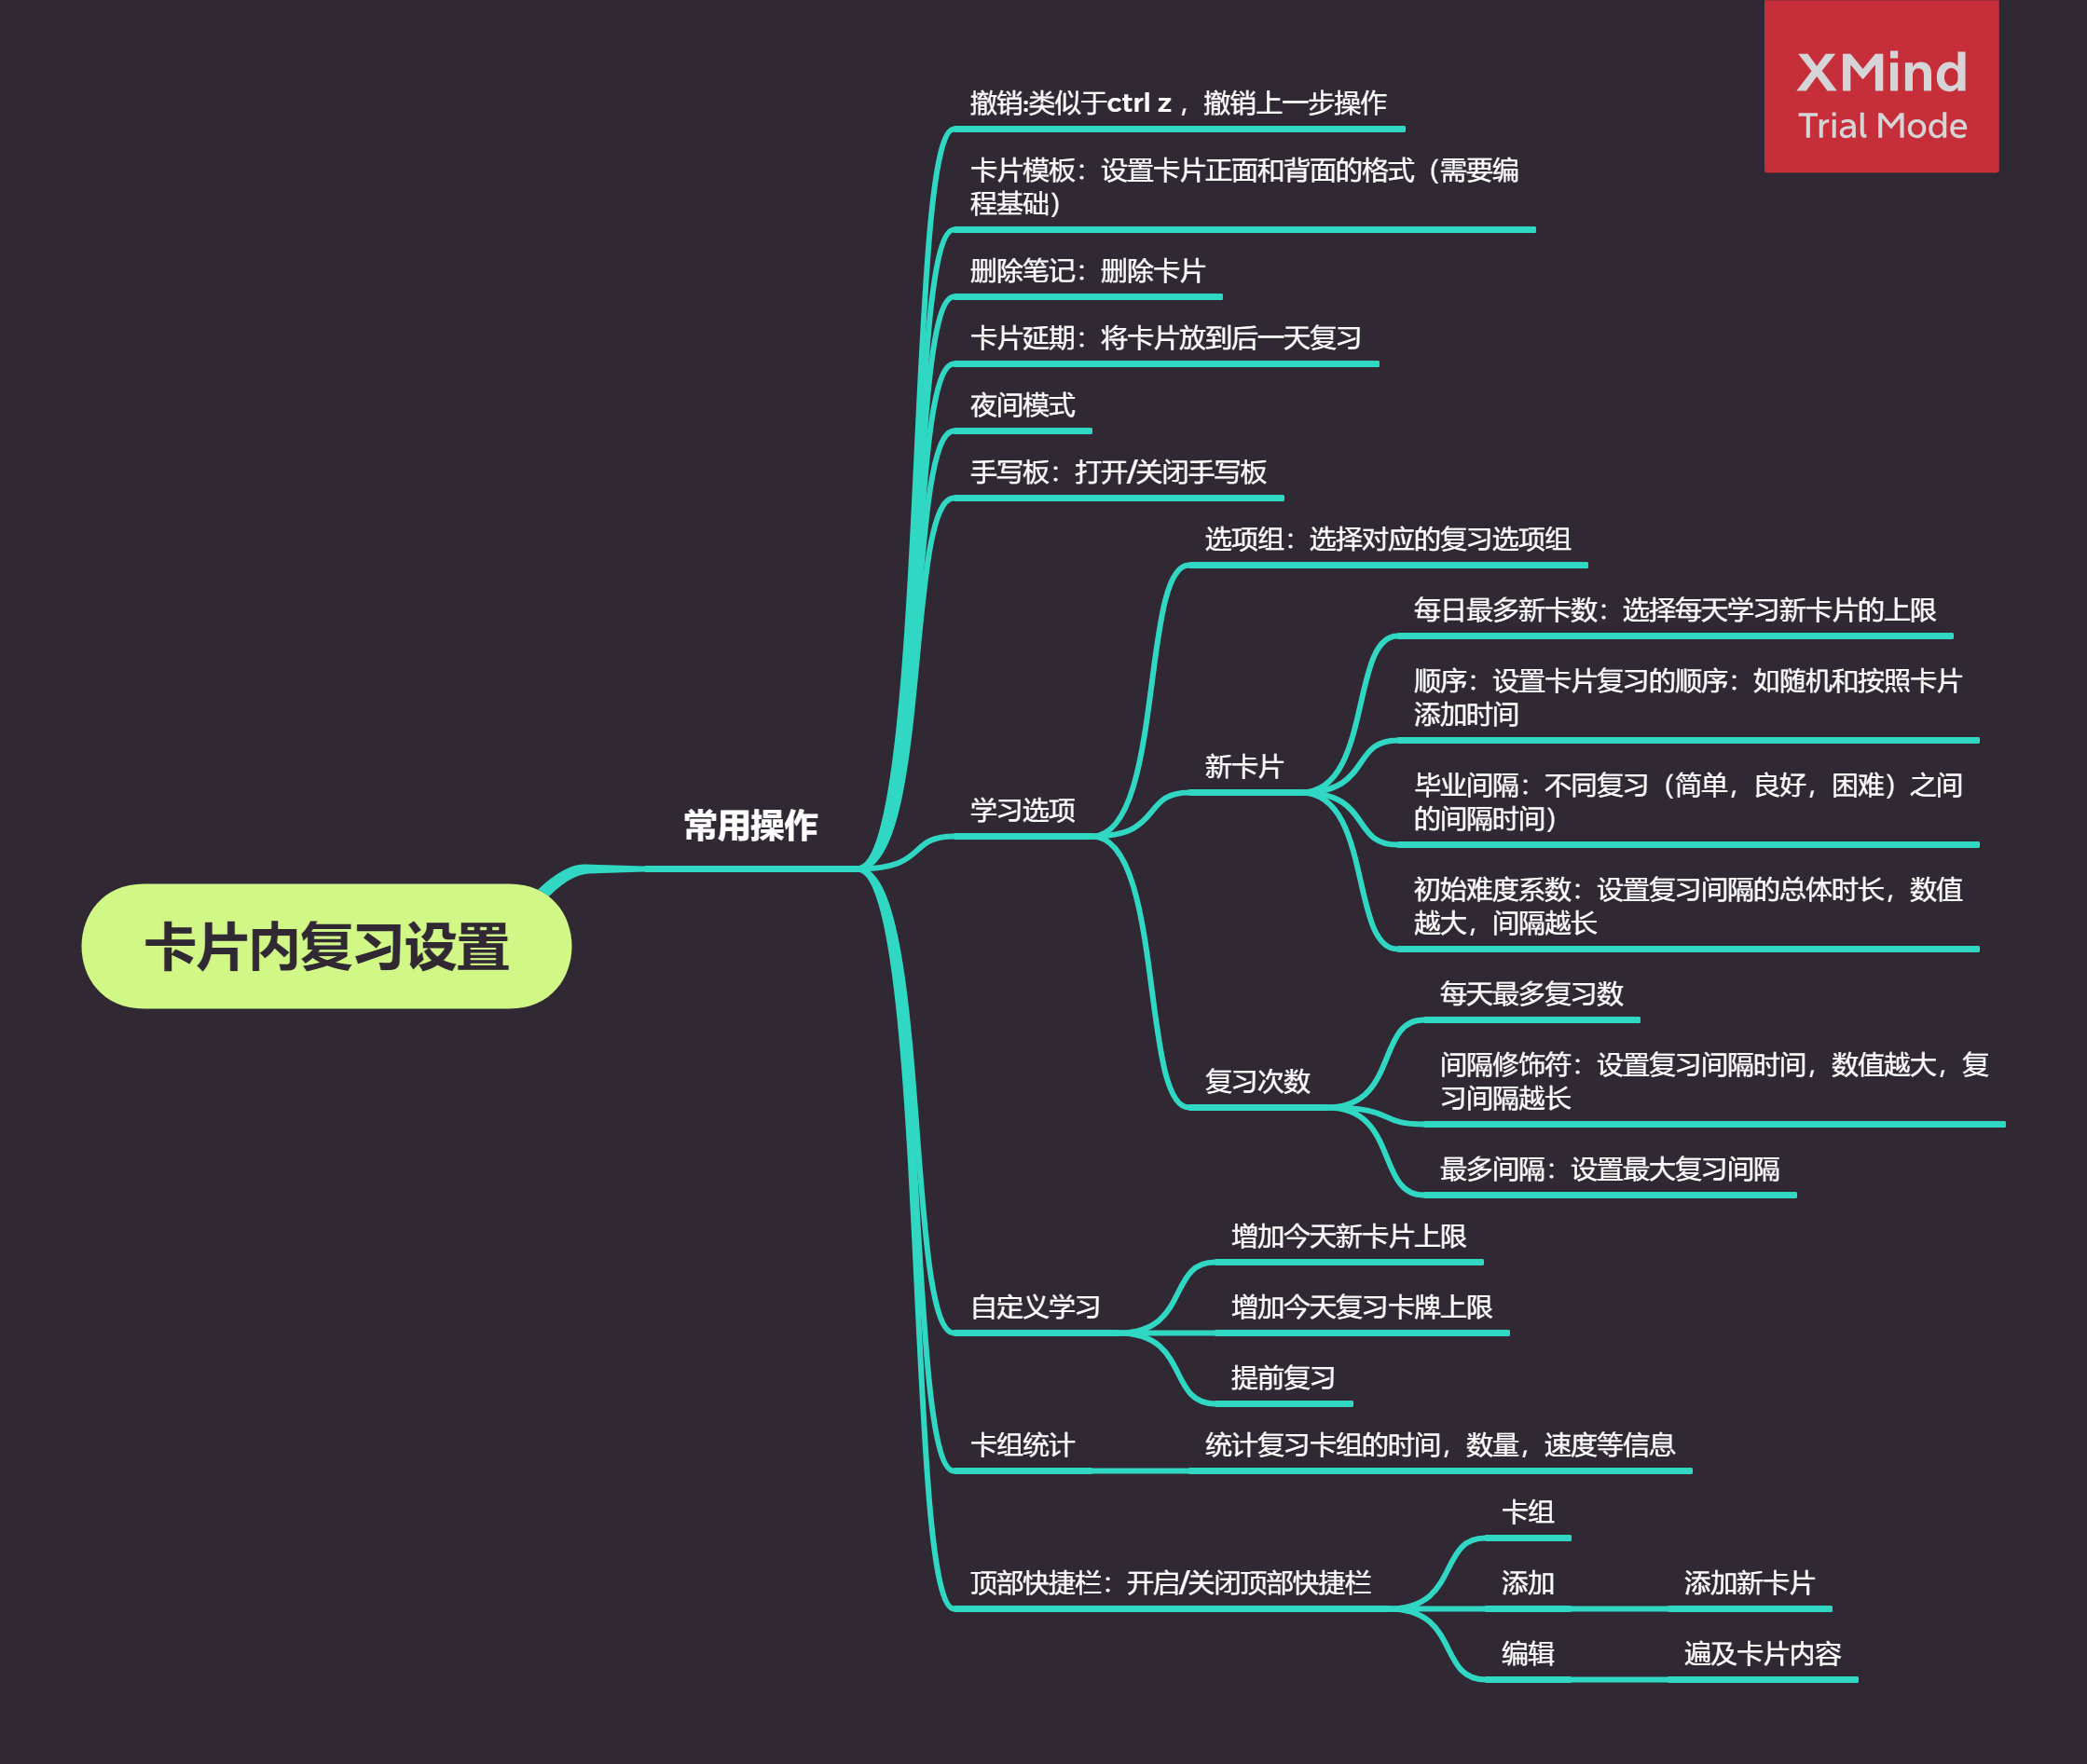 XMind
Trial Mode
撤销:类似于ctrl z ，撤销上一步操作
卡片模板：设置卡片正面和背面的格式（需要编
程基础）
删除笔记：删除卡片
卡片延期：将卡片放到后一天复习
夜间模式
手写板：打开/关闭手写板
选项组：选择对应的复习选项组
每日最多新卡数：选择每天学习新卡片的上限
顺序：设置卡片复习的顺序：如随机和按照卡片
添加时间
新卡片
毕业间隔：不同复习（简单，良好，困难）之间
的间隔时间）
学习选项
常用操作
初始难度系数：设置复习间隔的总体时长，数值
越大，间隔越长
卡片内复习设置
每天最多复习数
间隔修饰符：设置复习间隔时间，数值越大，复
习间隔越长
复习次数
最多间隔：设置最大复习间隔
增加今天新卡片上限
自定义学习
增加今天复习卡牌上限
提前复习
卡组统计
统计复习卡组的时间，数量，速度等信息
卡组
顶部快捷栏：开启/关闭顶部快捷栏
添加
添加新卡片
编辑
遍及卡片内容